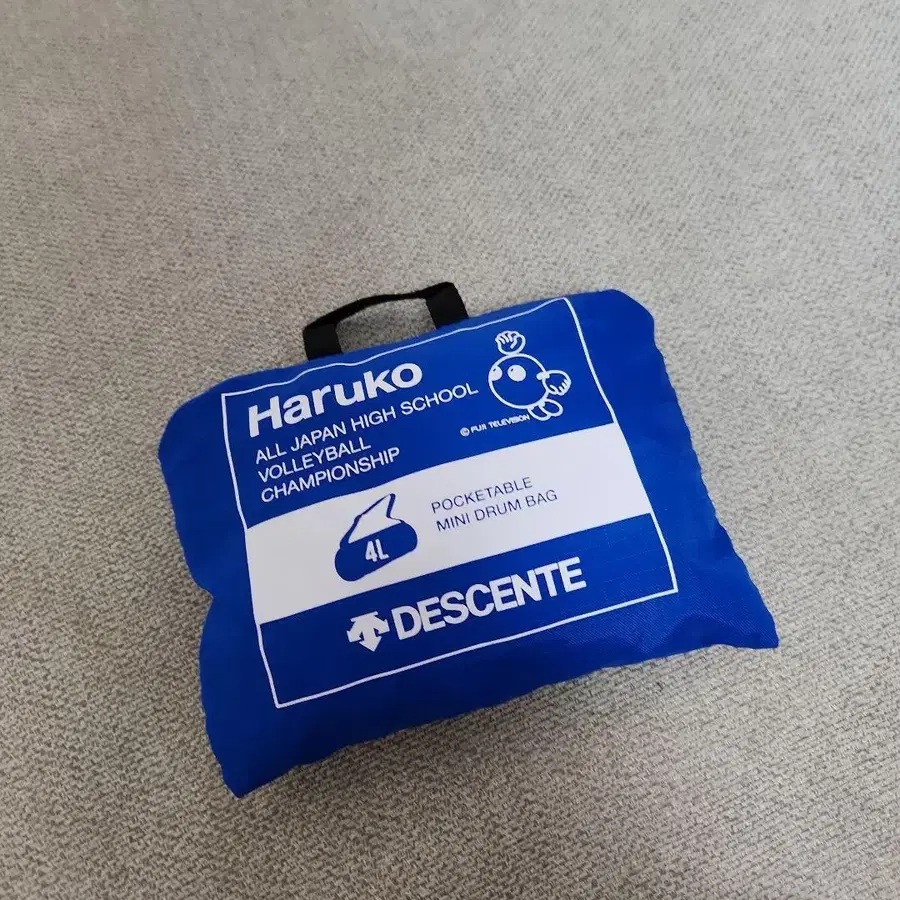 Haruko
ALL JAPAN HIGH SCHOOL
VOLLEYBALL
CHAMPIONSHIP
© FUJI TELEVISION
POCKETABLE
MINI DRUM BAG
4L
DESCENTE